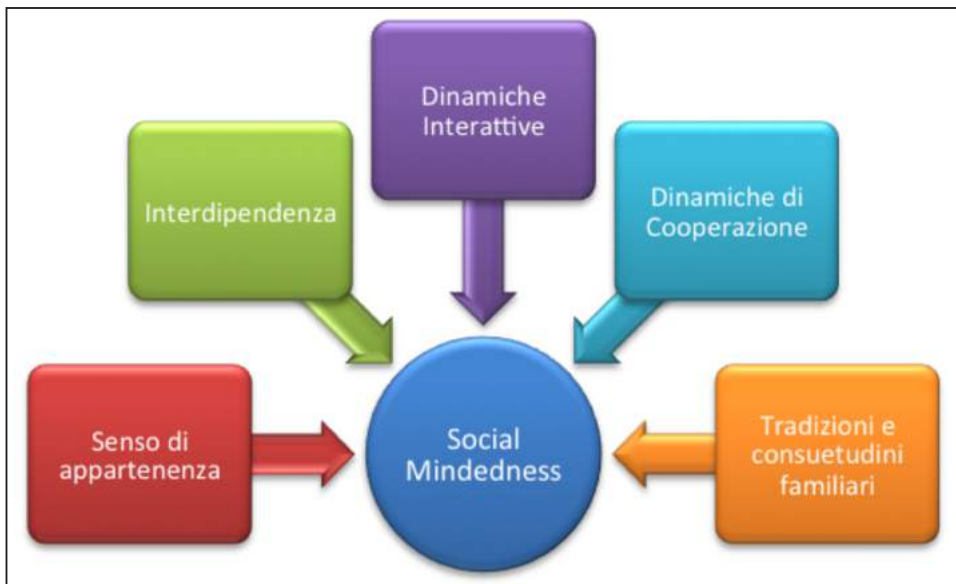 Dinamiche
Interattive
Interdipendenza
Dinamiche di
Cooperazione
Senso di
appartenenza
Social
Mindedness
Tradizioni e
consuetudini
familiari